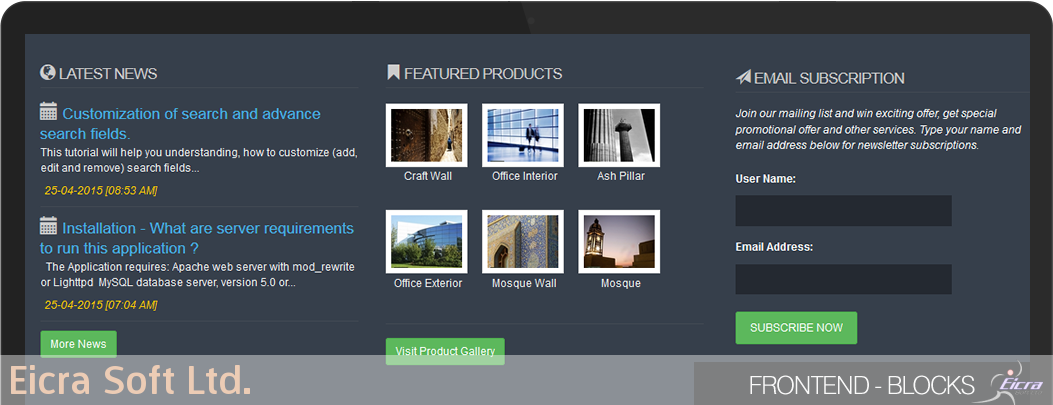 LATEST NEWS
Customization of search and advance
search fields.
This tutorial will help you understanding, how to customize (add,
edit and remove) search fields...
25-04-2015 [08:53 AM]
Installation - What are server requirements
to run this application ?
The Application requires: Apache web server with mod_rewrite
or Lighttpd MySQL database server, version 5.0 or...
25-04-2015 [07:04 AM]
More News
FEATURED PRODUCTS
Craft Wall
Office Interior
Ash Pillar
Office Exterior
Mosque Wall
Mosque
Visit Product Gallery
EMAIL SUBSCRIPTION
Join our mailing list and win exciting offer, get special
promotional offer and other services. Type your name and
email address below for newsletter subscriptions.
User Name:
Email Address:
SUBSCRIBE NOW
Eicra Soft Ltd.
FRONTEND - BLOCKS
Eicra